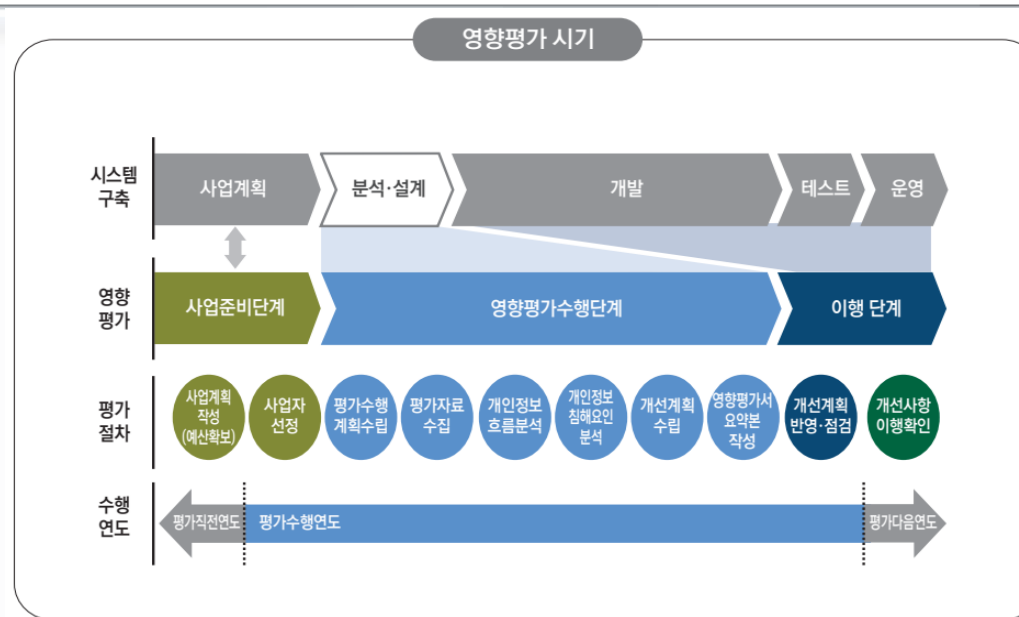 영향평가 시기
시스템
구축
사업계획
분석·설계
개발
테스트
운영
영향
평가
사업준비단계
영향평가수행단계
이행 단계
평가
절차
사업계획
작성
(예산확보)
사업자
선정
평가수행
계획수립
평가자료
수집
개인정보
흐름분석
개인정보
침해요인
분석
개선계획
수립
영향평가서
요약본
작성
개선계획
반영·점검
개선사항
이행확인
수행
연도
평가직전연도
평가수행연도
평가다음연도